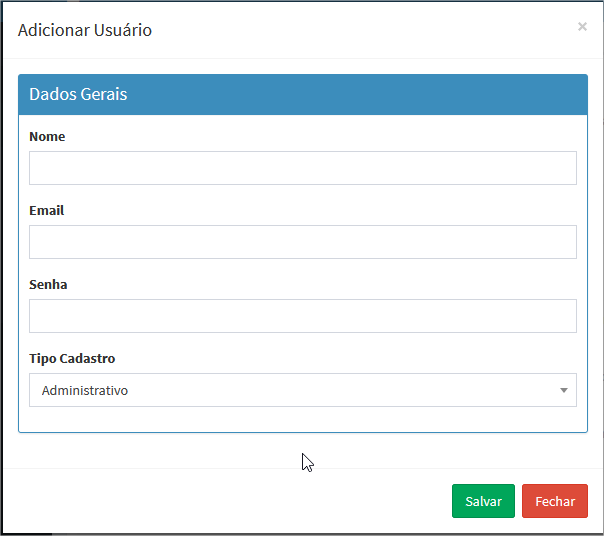 Adicionar Usuário
×
Dados Gerais
Nome
Email
Senha
Tipo Cadastro
Administrativo
Salvar Fechar